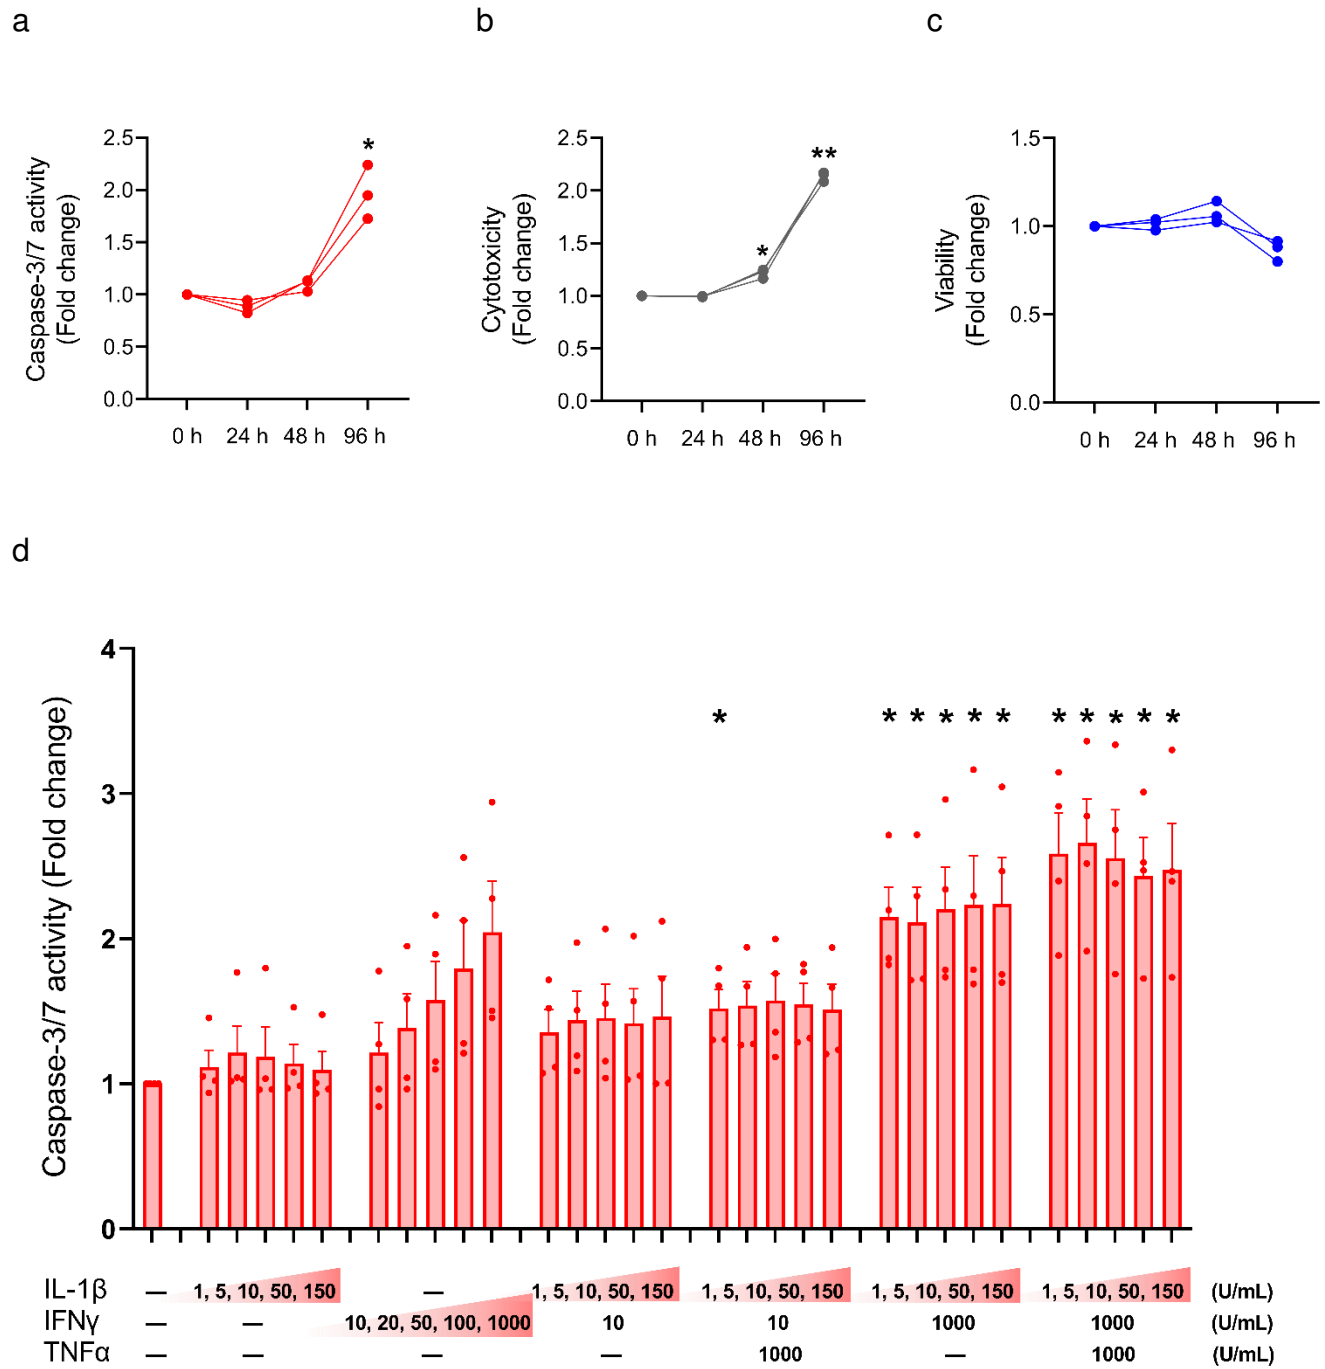 a
b
c
2.5
2.0
1.5
1.0
0.5
0.0
Caspase-3/7 activity
(Fold change)
*
0 h 24 h 48 h 96 h
2.5
2.0
1.5
1.0
0.5
0.0
Cytotoxicity
(Fold change)
* **
0 h 24 h 48 h 96 h
1.5
1.0
0.5
0.0
Viability
(Fold change)
0 h 24 h 48 h 96 h
d
4
3
2
1
0
Caspase-3/7 activity (Fold change)
* * * * * * * * * * *
IL-1β — 1, 5, 10, 50, 150 — 1, 5, 10, 50, 150 1, 5, 10, 50, 150 1, 5, 10, 50, 150 1, 5, 10, 50, 150 (U/mL)
IFNγ — — 10, 20, 50, 100, 1000 10 10 1000 1000 (U/mL)
TNFα — — — — 1000 — 1000 (U/mL)